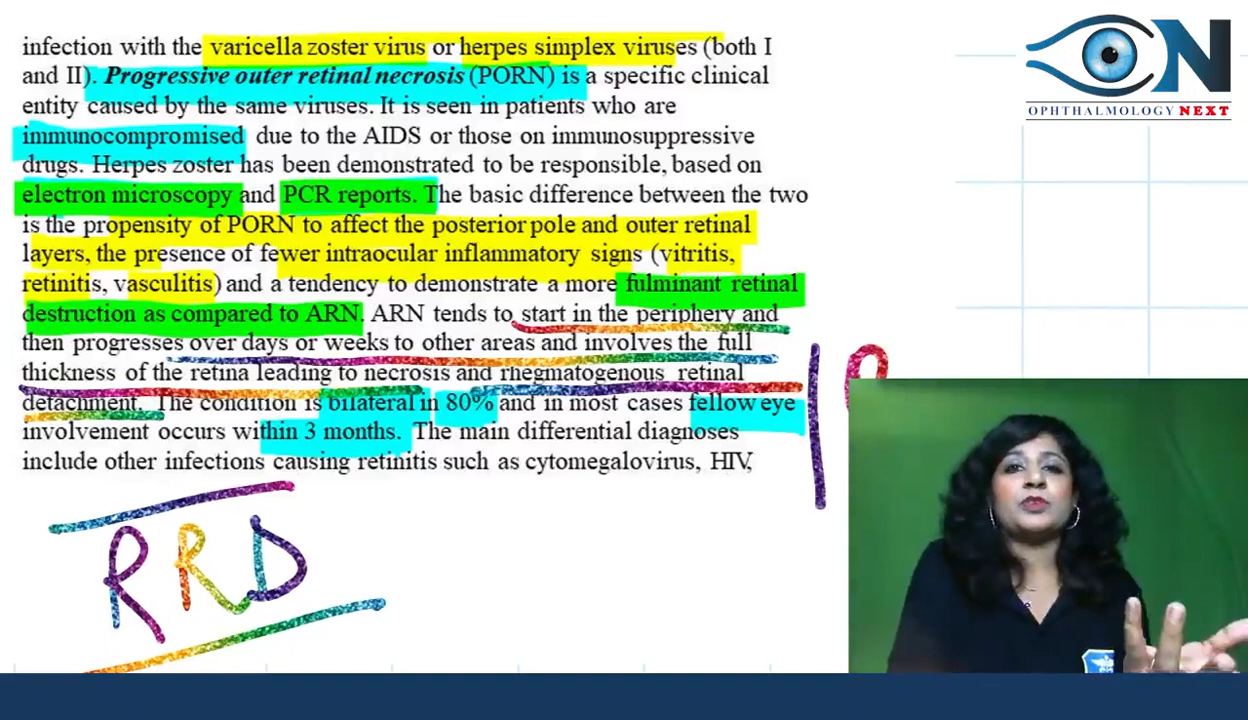 infection with the varicella zoster virus or herpes simplex viruses (both I
and II). Progressive outer retinal necrosis (PORN) is a specific clinical
entity caused by the same viruses. It is seen in patients who are
immunocompromised due to the AIDS or those on immunosuppressive
drugs. Herpes zoster has been demonstrated to be responsible, based on
electron microscopy and PCR reports. The basic difference between the two
is the propensity of PORN to affect the posterior pole and outer retinal
layers, the presence of fewer intraocular inflammatory signs (vitritis,
retinitis, vasculitis) and a tendency to demonstrate a more fulminant retinal
destruction as compared to ARN. ARN tends to start in the periphery and
then progresses over days or weeks to other areas and involves the full
thickness of the retina leading to necrosis and rhegmatogenous retinal
detachment. The condition is bilateral in 80% and in most cases fellow eye
involvement occurs within 3 months. The main differential diagnoses
include other infections causing retinitis such as cytomegalovirus, HIV,
RRD
ON
OPHTHALMOLOGY NEXT